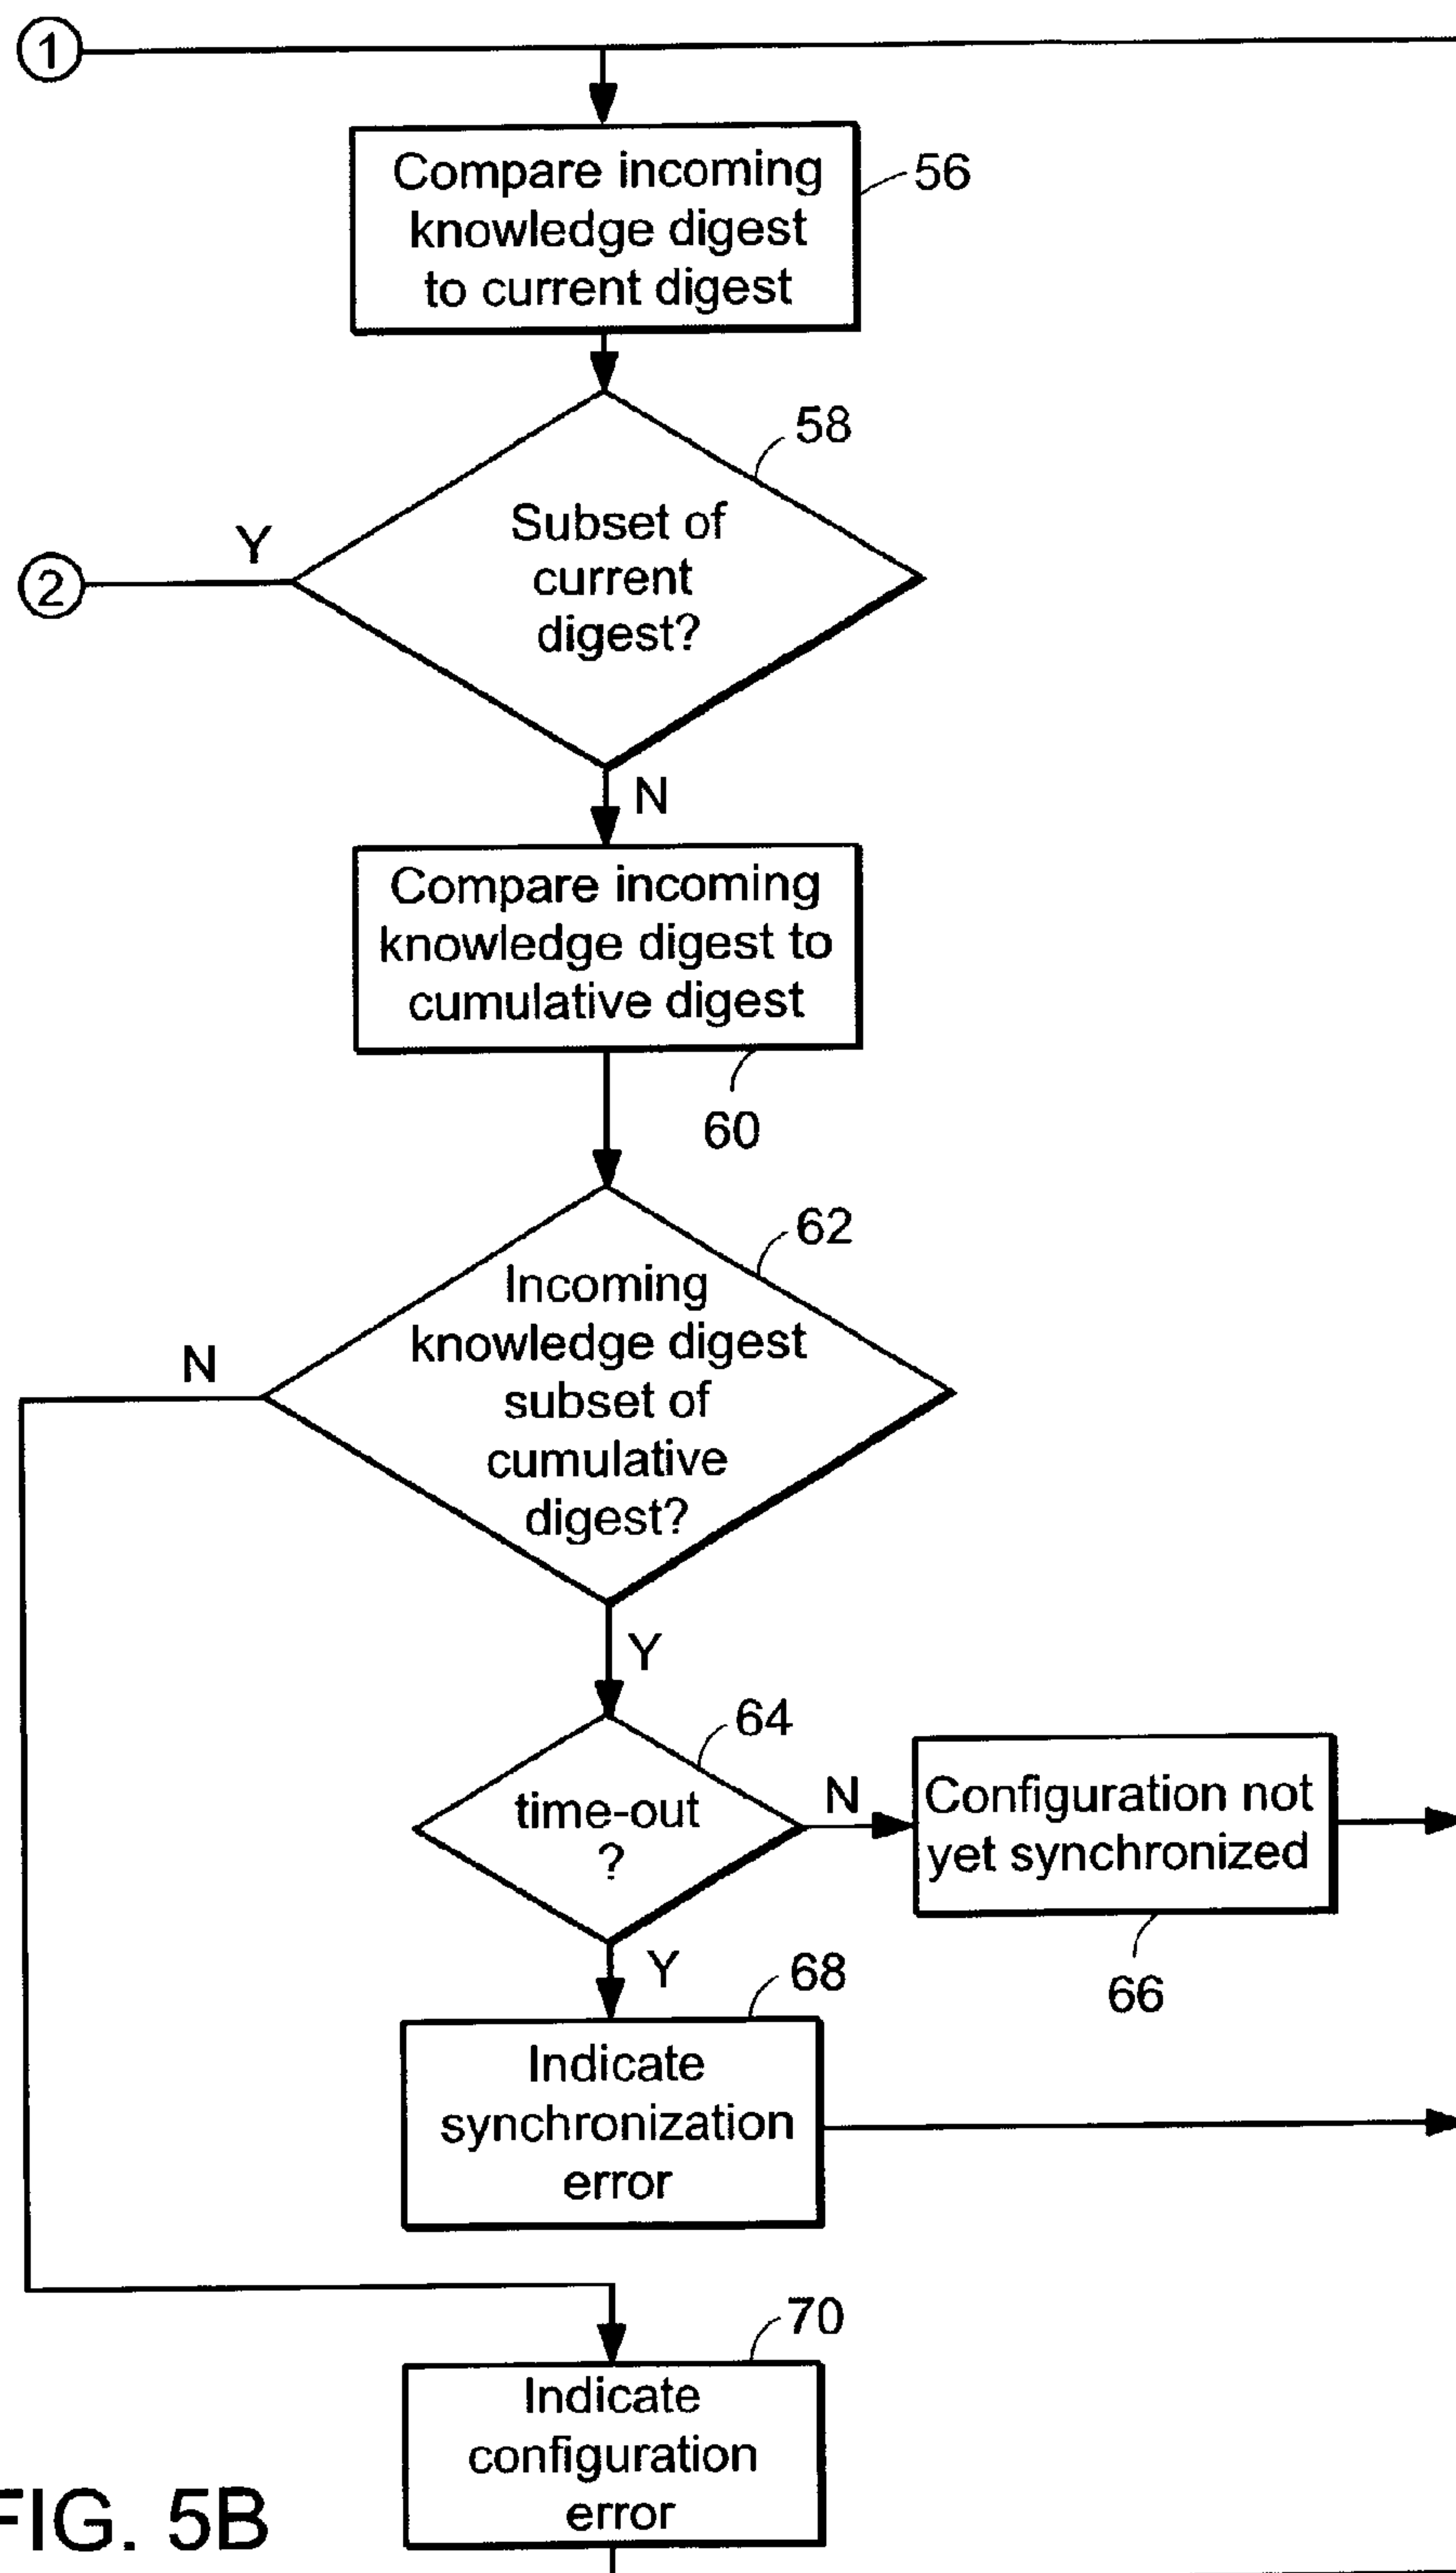 1
Compare incoming
knowledge digest
to current digest
56
58
Subset of
current
digest?
Y
2
N
Compare incoming
knowledge digest to
cumulative digest
60
62
Incoming
knowledge digest
subset of
cumulative
digest?
N
Y
64
time-out
?
N
Configuration not
yet synchronized
66
Y
68
Indicate
synchronization
error
70
Indicate
configuration
error
FIG. 5B